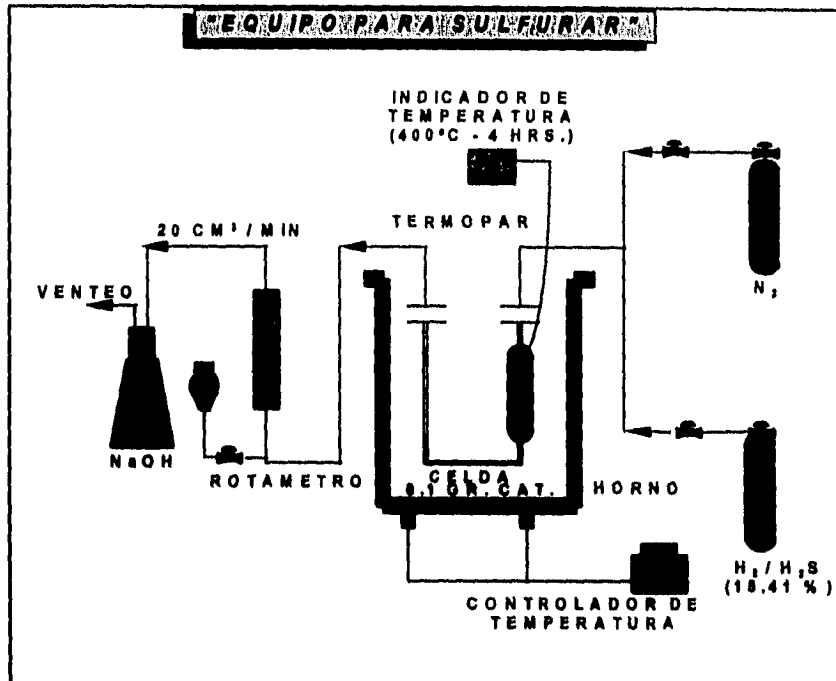 "EQUIPO PARA SULFURAR"
INDICADOR DE
TEMPERATURA
(400°C - 4 HRS.)
TERMOPAR
20 CM³ / MIN
VENTEO
N₂
NaOH
ROTAMETRO
CELDA
0.1 GR. CAT.
HORNO
H₂ / H₂S
(15.41 %)
CONTROLADOR DE
TEMPERATURA